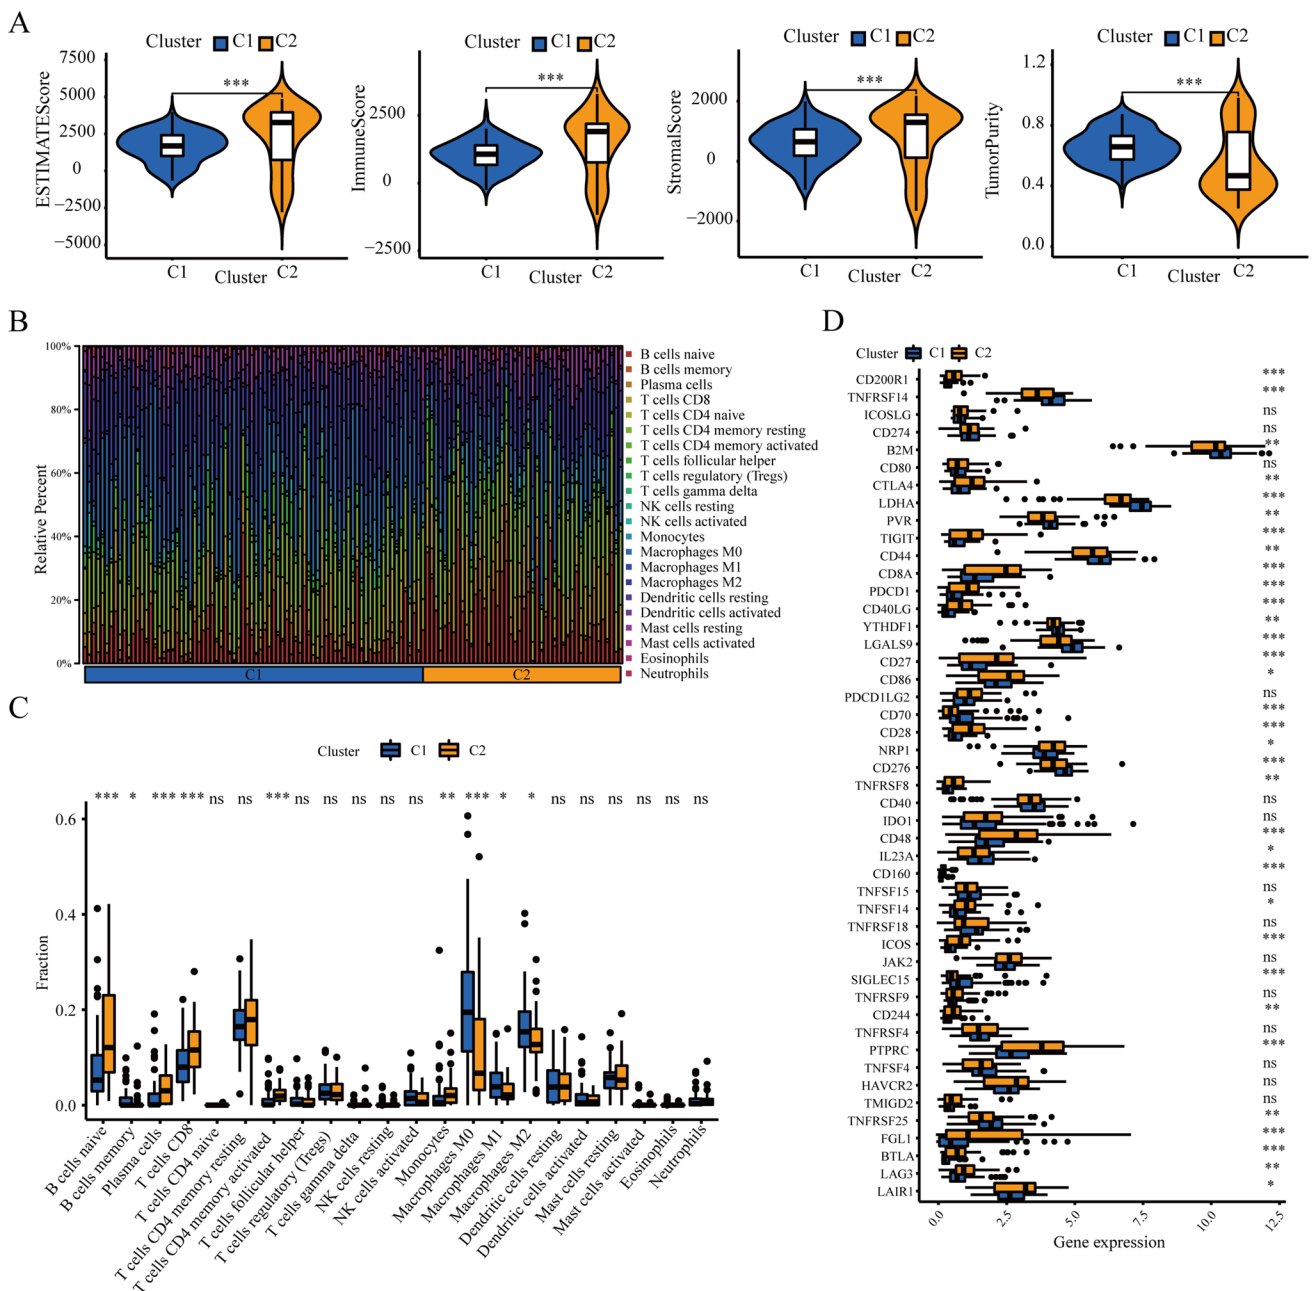 A
Cluster C1 C2
7500
5000
2500
0
−2500
−5000
ESTIMATEScore
C1 Cluster C2
***
Cluster C1 C2
2500
0
−2500
ImmuneScore
C1 Cluster C2
***
Cluster C1 C2
2000
0
−2000
StromalScore
C1 Cluster C2
***
Cluster C1 C2
1.2
0.8
0.4
0.0
TumorPurity
C1 Cluster C2
***
B
100%
80%
60%
40%
20%
0%
Relative Percent
C1 C2
B cells naive
B cells memory
Plasma cells
T cells CD8
T cells CD4 naive
T cells CD4 memory resting
T cells CD4 memory activated
T cells follicular helper
T cells regulatory (Tregs)
T cells gamma delta
NK cells resting
NK cells activated
Monocytes
Macrophages M0
Macrophages M1
Macrophages M2
Dendritic cells resting
Dendritic cells activated
Mast cells resting
Mast cells activated
Eosinophils
Neutrophils
C
Cluster C1 C2
*** * *** *** ns ns *** ns ns ns ns ns ** *** * * ns ns ns ns ns ns
0.6
0.4
0.2
0.0
Fraction
B cells naive
B cells memory
Plasma cells
T cells CD8
T cells CD4 naive
T cells CD4 memory resting
T cells CD4 memory activated
T cells follicular helper
T cells regulatory (Tregs)
T cells gamma delta
NK cells resting
NK cells activated
Monocytes
Macrophages M0
Macrophages M1
Macrophages M2
Dendritic cells resting
Dendritic cells activated
Mast cells resting
Mast cells activated
Eosinophils
Neutrophils
D
Cluster C1 C2
CD200R1 ***
TNFRSF14 ***
ICOSLG ns
CD274 ns
B2M **
CD80 ns
CTLA4 **
LDHA ***
PVR **
TIGIT ***
CD44 **
CD8A ***
PDCD1 ***
CD40LG ***
YTHDF1 **
LGALS9 ***
CD27 ***
CD86 *
PDCD1LG2 ns
CD70 ***
CD28 ***
NRP1 *
CD276 ***
TNFRSF8 **
CD40 ns
IDO1 ns
CD48 ***
IL23A *
CD160 ***
TNFSF15 ns
TNFSF14 *
TNFRSF18 ns
ICOS ***
JAK2 ns
SIGLEC15 ***
TNFRSF9 ns
CD244 **
TNFRSF4 ns
PTPRC ***
TNFSF4 ns
HAVCR2 ns
TMIGD2 ns
TNFRSF25 **
FGL1 ***
BTLA ***
LAG3 **
LAIR1 *
0.0 2.5 5.0 7.5 10.0 12.5
Gene expression